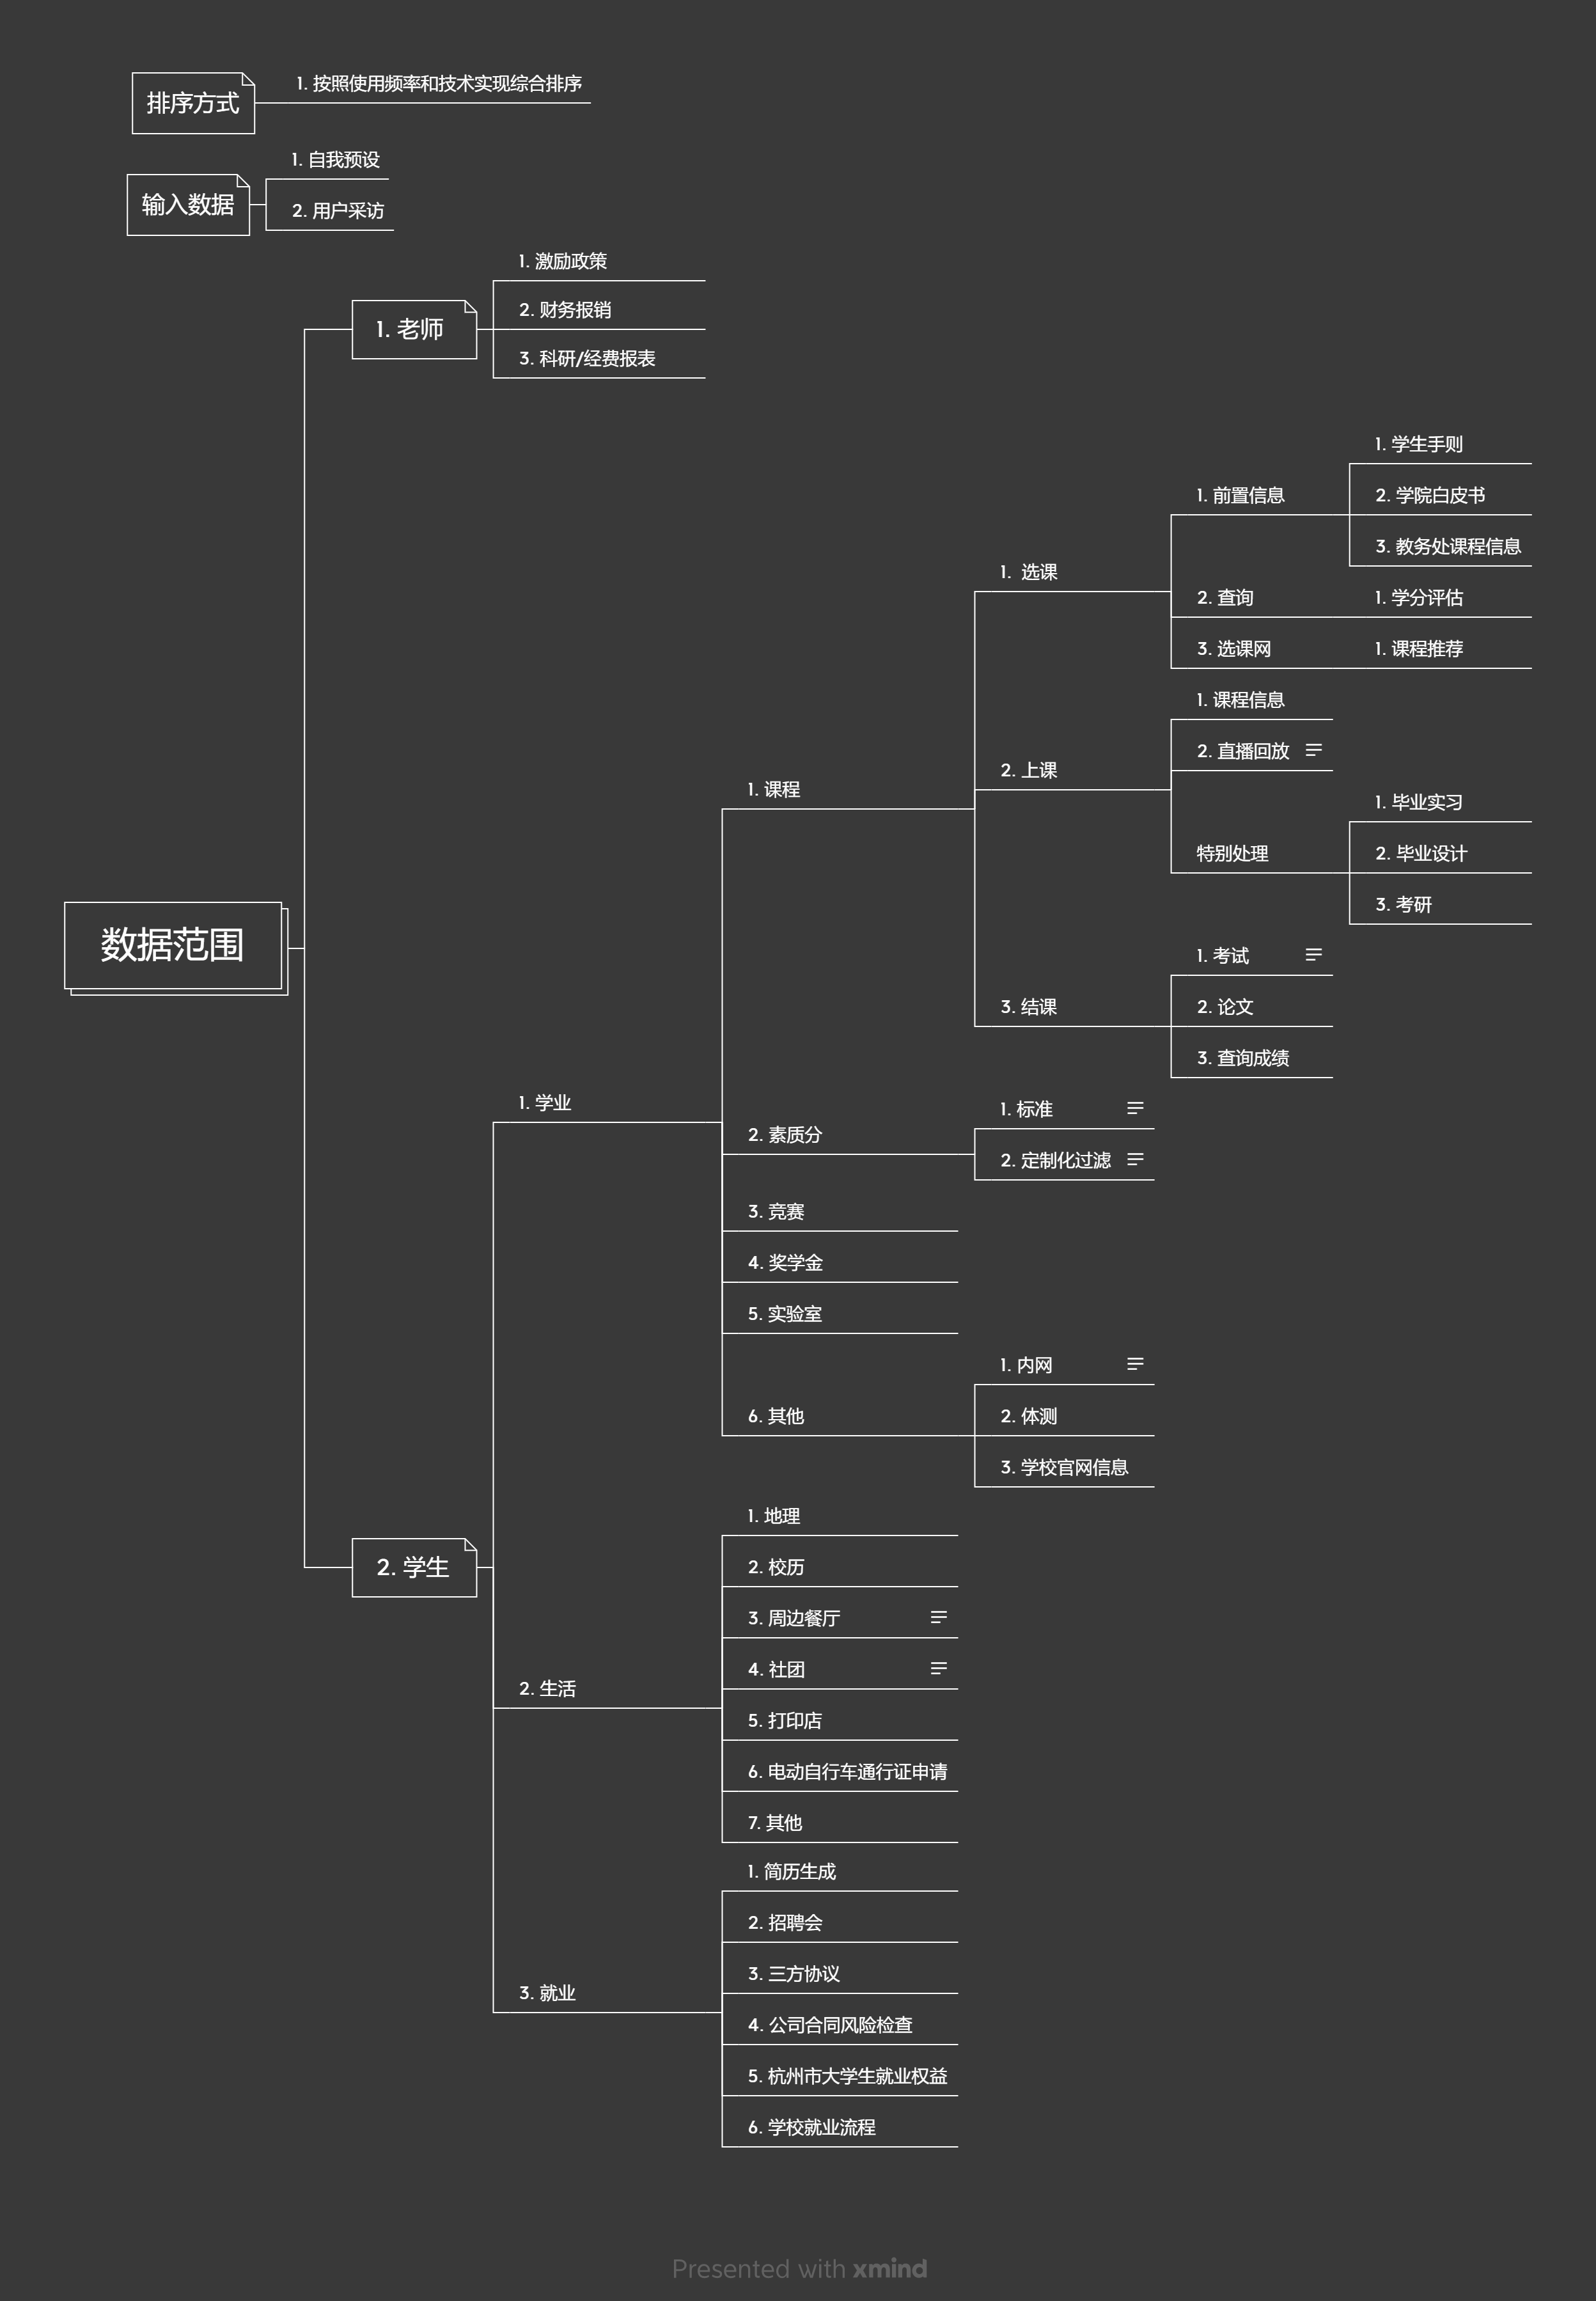 排序方式
1. 按照使用频率和技术实现综合排序
输入数据
1. 自我预设
2. 用户采访
数据范围
1. 老师
1. 激励政策
2. 财务报销
3. 科研/经费报表
2. 学生
1. 学业
1. 课程
1. 选课
1. 前置信息
1. 学生手则
2. 学院白皮书
3. 教务处课程信息
2. 查询
1. 学分评估
3. 选课网
1. 课程推荐
2. 上课
1. 课程信息
2. 直播回放
特别处理
1. 毕业实习
2. 毕业设计
3. 考研
3. 结课
1. 考试
2. 论文
3. 查询成绩
2. 素质分
1. 标准
2. 定制化过滤
3. 竞赛
4. 奖学金
5. 实验室
6. 其他
1. 内网
2. 体测
3. 学校官网信息
2. 生活
1. 地理
2. 校历
3. 周边餐厅
4. 社团
5. 打印店
6. 电动自行车通行证申请
7. 其他
3. 就业
1. 简历生成
2. 招聘会
3. 三方协议
4. 公司合同风险检查
5. 杭州市大学生就业权益
6. 学校就业流程
Presented with xmind